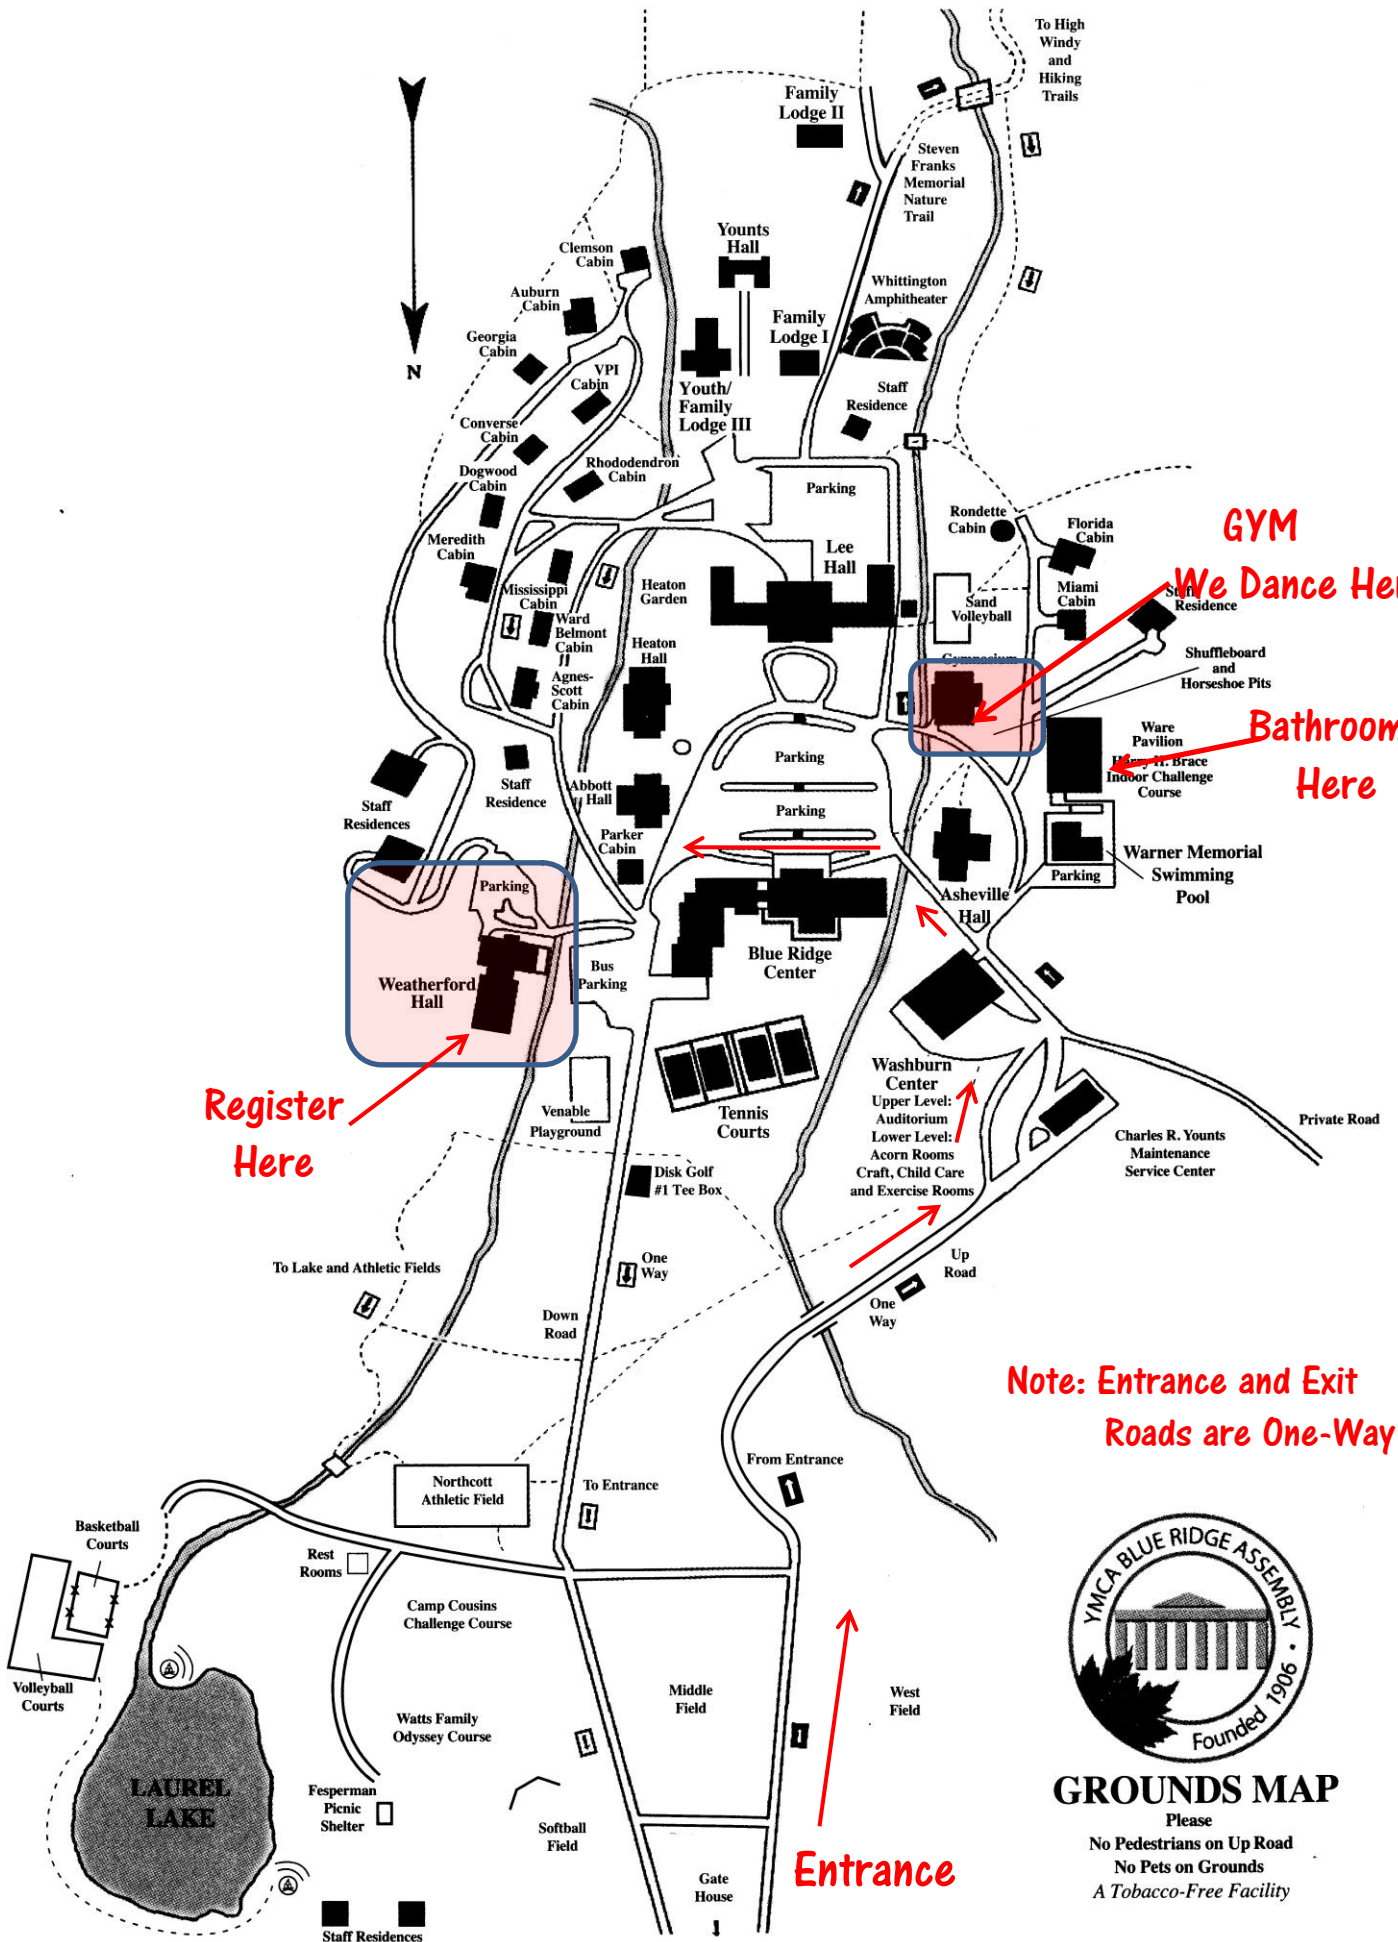 To High
Windy
and
Hiking
Trails
Family
Lodge II
Steven
Franks
Memorial
Nature
Trail
Younts
Hall
Clemson
Cabin
Whittington
Amphitheater
Auburn
Cabin
Family
Lodge I
Georgia
Cabin
N
VPI
Cabin
Youth/
Family
Lodge III
Staff
Residence
Converse
Cabin
Dogwood
Cabin
Rhododendron
Cabin
Parking
Rondette
Cabin
Florida
Cabin
GYM
We Dance He
Meredith
Cabin
Lee
Hall
Mississippi
Cabin
Heaton
Garden
Sand
Volleyball
Miami
Cabin
Residence
Ward
Belmont
Cabin
Heaton
Hall
Gymnasium
Shuffleboard
and
Horseshoe Pits
Agnes-
Scott
Cabin
Ware
Pavilion
Harry H. Brace
Indoor Challenge
Course
Bathroom
Here
Parking
Staff
Residence
Abbott
Hall
Parking
Staff
Residences
Parker
Cabin
Warner Memorial
Swimming
Pool
Parking
Parking
Asheville
Hall
Blue Ridge
Center
Bus
Parking
Weatherford
Hall
Washburn
Center
Upper Level:
Auditorium
Lower Level:
Acorn Rooms
Craft, Child Care
and Exercise Rooms
Register
Here
Venable
Playground
Tennis
Courts
Private Road
Charles R. Younts
Maintenance
Service Center
Disk Golf
#1 Tee Box
To Lake and Athletic Fields
One
Way
Up
Road
One
Way
Down
Road
Note: Entrance and Exit
Roads are One-Way
From Entrance
Northcott
Athletic Field
To Entrance
Basketball
Courts
Rest
Rooms
Camp Cousins
Challenge Course
YMCA BLUE RIDGE ASSEMBLY •
Founded 1906
Volleyball
Courts
Middle
Field
West
Field
Watts Family
Odyssey Course
LAUREL
LAKE
Fesperman
Picnic
Shelter
Softball
Field
Gate
House
Entrance
GROUNDS MAP
Please
No Pedestrians on Up Road
No Pets on Grounds
A Tobacco-Free Facility
Staff Residences